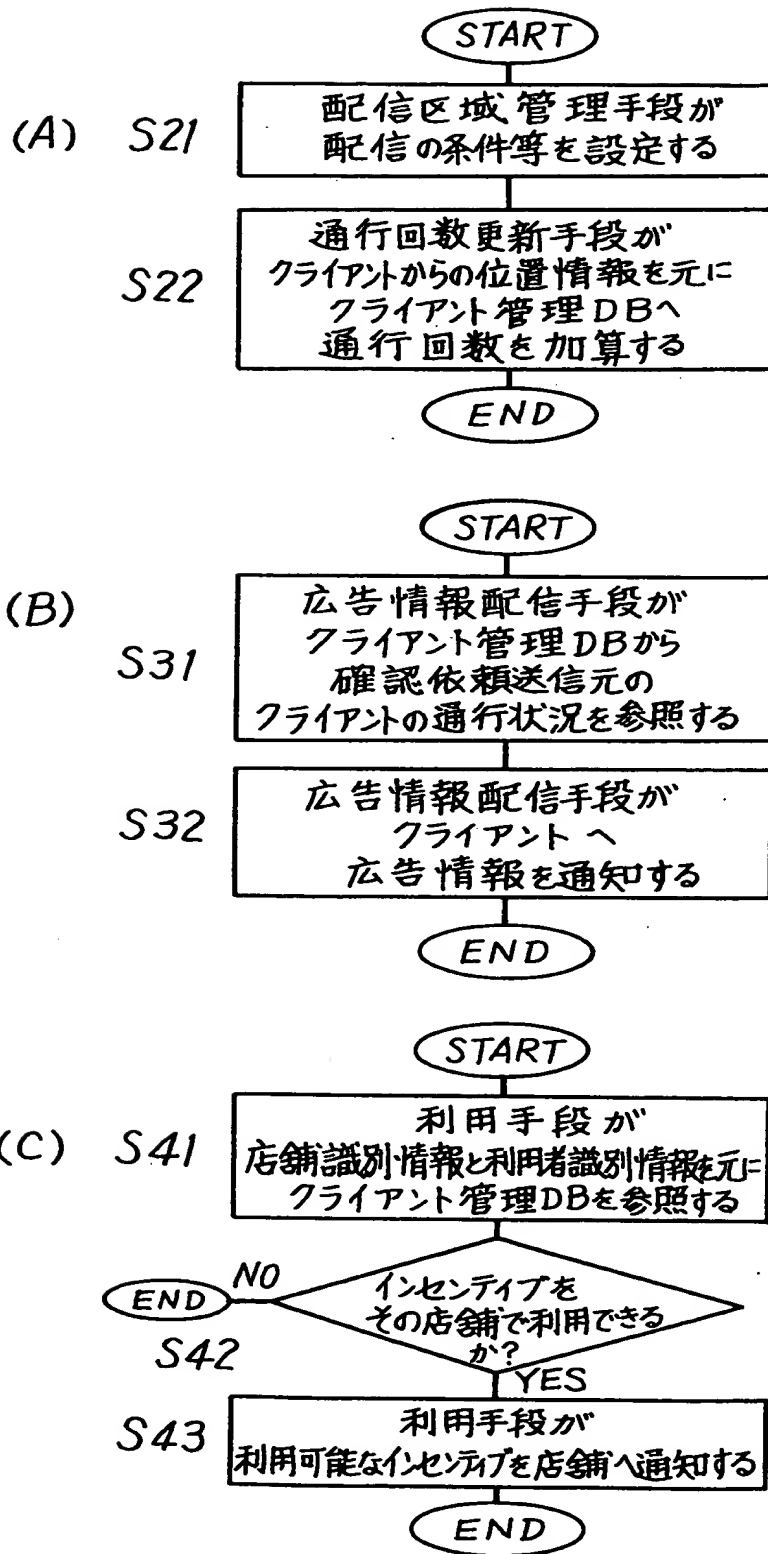 START
(A) S21
配信区域管理手段が
配信の条件等を設定する
S22
通行回数更新手段が
クライアントからの位置情報を元に
クライアント管理DBへ
通行回数を加算する
END
START
(B)
S31
広告情報配信手段が
クライアント管理DBから
確認依頼送信元の
クライアントの通行状況を参照する
S32
広告情報配信手段が
クライアントへ
広告情報を通知する
END
START
(C) S41
利用手段が
店舗識別情報と利用者識別情報を元に
クライアント管理DBを参照する
END
NO
インセンティブを
その店舗で利用できる
か?
S42
YES
S43
利用手段が
利用可能なインセンティブを店舗へ通知する
END